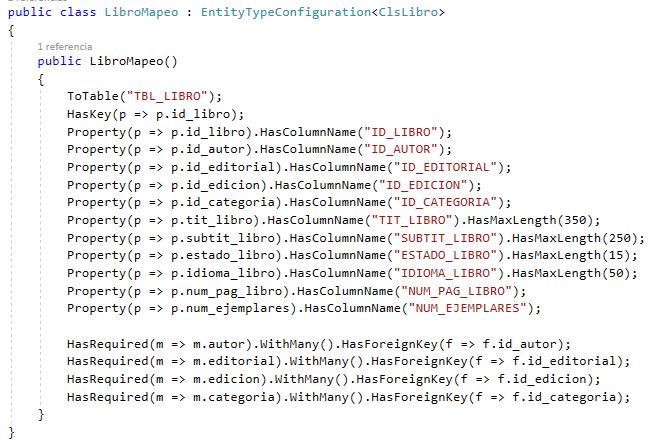 public class LibroMapeo : EntityTypeConfiguration<ClsLibro>
{
1 referencia
public LibroMapeo()
{
ToTable("TBL_LIBRO");
HasKey(p => p.id_libro);
Property(p => p.id_libro).HasColumnName("ID_LIBRO");
Property(p => p.id_autor).HasColumnName("ID_AUTOR");
Property(p => p.id_editorial).HasColumnName("ID_EDITORIAL");
Property(p => p.id_edicion).HasColumnName("ID_EDICION");
Property(p => p.id_categoria).HasColumnName("ID_CATEGORIA");
Property(p => p.tit_libro).HasColumnName("TIT_LIBRO").HasMaxLength(350);
Property(p => p.subtit_libro).HasColumnName("SUBTIT_LIBRO").HasMaxLength(250);
Property(p => p.estado_libro).HasColumnName("ESTADO_LIBRO").HasMaxLength(15);
Property(p => p.idioma_libro).HasColumnName("IDIOMA_LIBRO").HasMaxLength(50);
Property(p => p.num_pag_libro).HasColumnName("NUM_PAG_LIBRO");
Property(p => p.num_ejemplares).HasColumnName("NUM_EJEMPLARES");
HasRequired(m => m.autor).WithMany().HasForeignKey(f => f.id_autor);
HasRequired(m => m.editorial).WithMany().HasForeignKey(f => f.id_editorial);
HasRequired(m => m.edicion).WithMany().HasForeignKey(f => f.id_edicion);
HasRequired(m => m.categoria).WithMany().HasForeignKey(f => f.id_categoria);
}
}